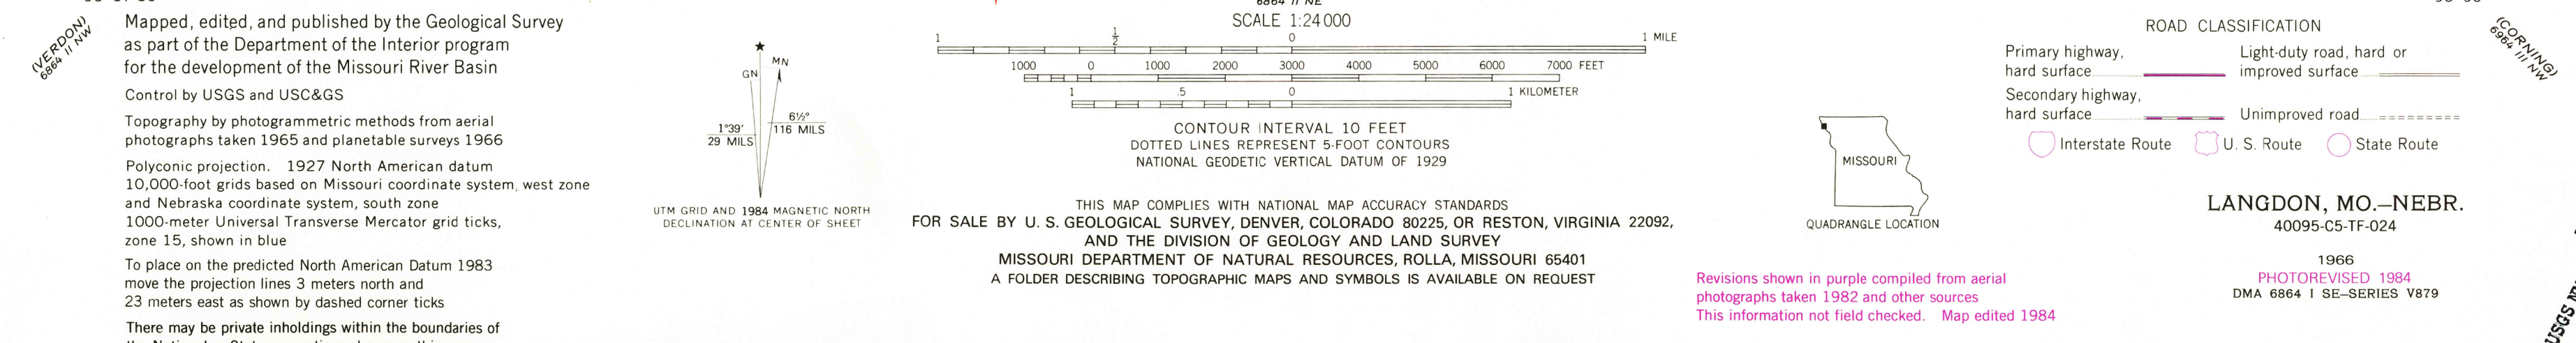 (VERDON)
6864 II NW
Mapped, edited, and published by the Geological Survey
as part of the Department of the Interior program
for the development of the Missouri River Basin
Control by USGS and USC&GS
Topography by photogrammetric methods from aerial
photographs taken 1965 and planetable surveys 1966
Polyconic projection. 1927 North American datum
10,000-foot grids based on Missouri coordinate system, west zone
and Nebraska coordinate system, south zone
1000-meter Universal Transverse Mercator grid ticks,
zone 15, shown in blue
To place on the predicted North American Datum 1983
move the projection lines 3 meters north and
23 meters east as shown by dashed corner ticks
There may be private inholdings within the boundaries of
★
GN
MN
1°39′
29 MILS
6½°
116 MILS
UTM GRID AND 1984 MAGNETIC NORTH
DECLINATION AT CENTER OF SHEET
6864 II NE
SCALE 1:24 000
1 ½ 0 1 MILE
1000 0 1000 2000 3000 4000 5000 6000 7000 FEET
1 .5 0 1 KILOMETER
CONTOUR INTERVAL 10 FEET
DOTTED LINES REPRESENT 5-FOOT CONTOURS
NATIONAL GEODETIC VERTICAL DATUM OF 1929
THIS MAP COMPLIES WITH NATIONAL MAP ACCURACY STANDARDS
FOR SALE BY U. S. GEOLOGICAL SURVEY, DENVER, COLORADO 80225, OR RESTON, VIRGINIA 22092,
AND THE DIVISION OF GEOLOGY AND LAND SURVEY
MISSOURI DEPARTMENT OF NATURAL RESOURCES, ROLLA, MISSOURI 65401
A FOLDER DESCRIBING TOPOGRAPHIC MAPS AND SYMBOLS IS AVAILABLE ON REQUEST
MISSOURI
QUADRANGLE LOCATION
Revisions shown in purple compiled from aerial
photographs taken 1982 and other sources
This information not field checked. Map edited 1984
ROAD CLASSIFICATION
Primary highway,
hard surface
Light-duty road, hard or
improved surface
Secondary highway,
hard surface
Unimproved road
Interstate Route
U. S. Route
State Route
(CORNING)
6964 III NW
LANGDON, MO.–NEBR.
40095-C5-TF-024
1966
PHOTOREVISED 1984
DMA 6864 I SE–SERIES V879
USGS